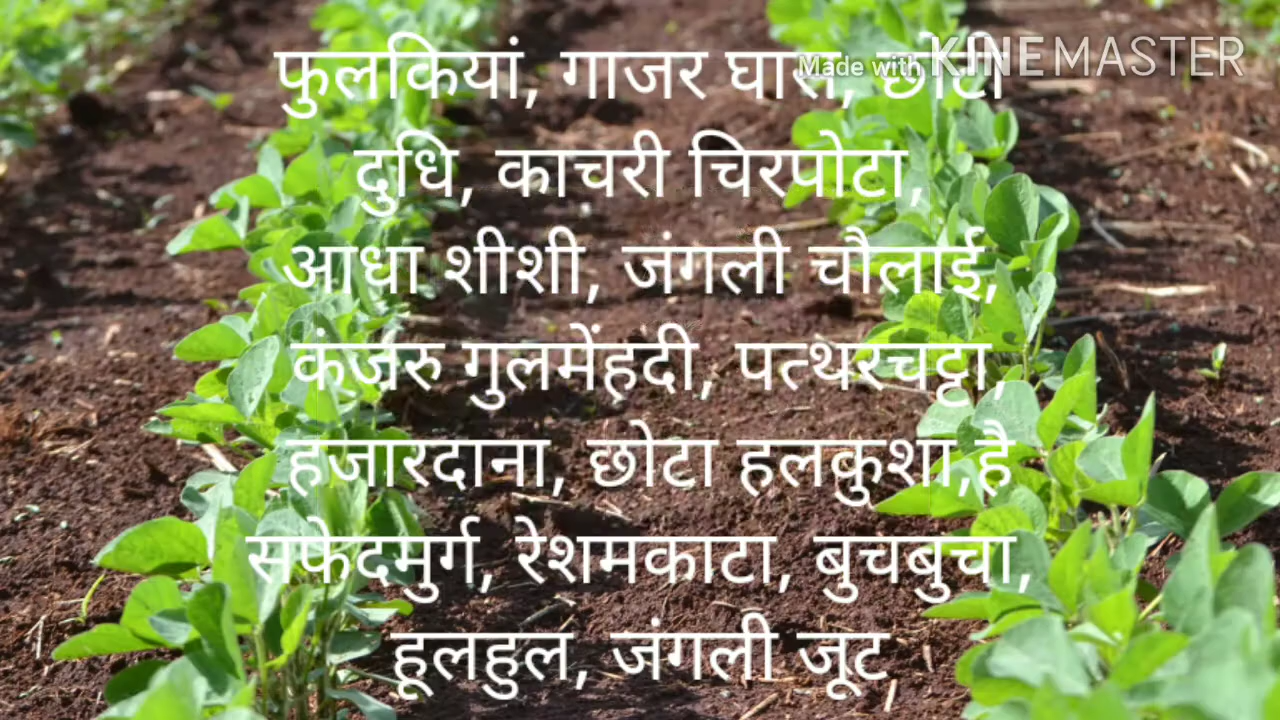 फुलकियां, गाजर घास, छोटी
Made with KINEMASTER
दुधि, काचरी चिरपोटा,
आधा शीशी, जंगली चौलाई,
कंजरु गुलमेंहदी, पत्थरचट्टा,
हजारदाना, छोटा हलकुशा,है
सफेदमुर्ग, रेशमकाटा, बुचबुचा,
हूलहुल, जंगली जूट